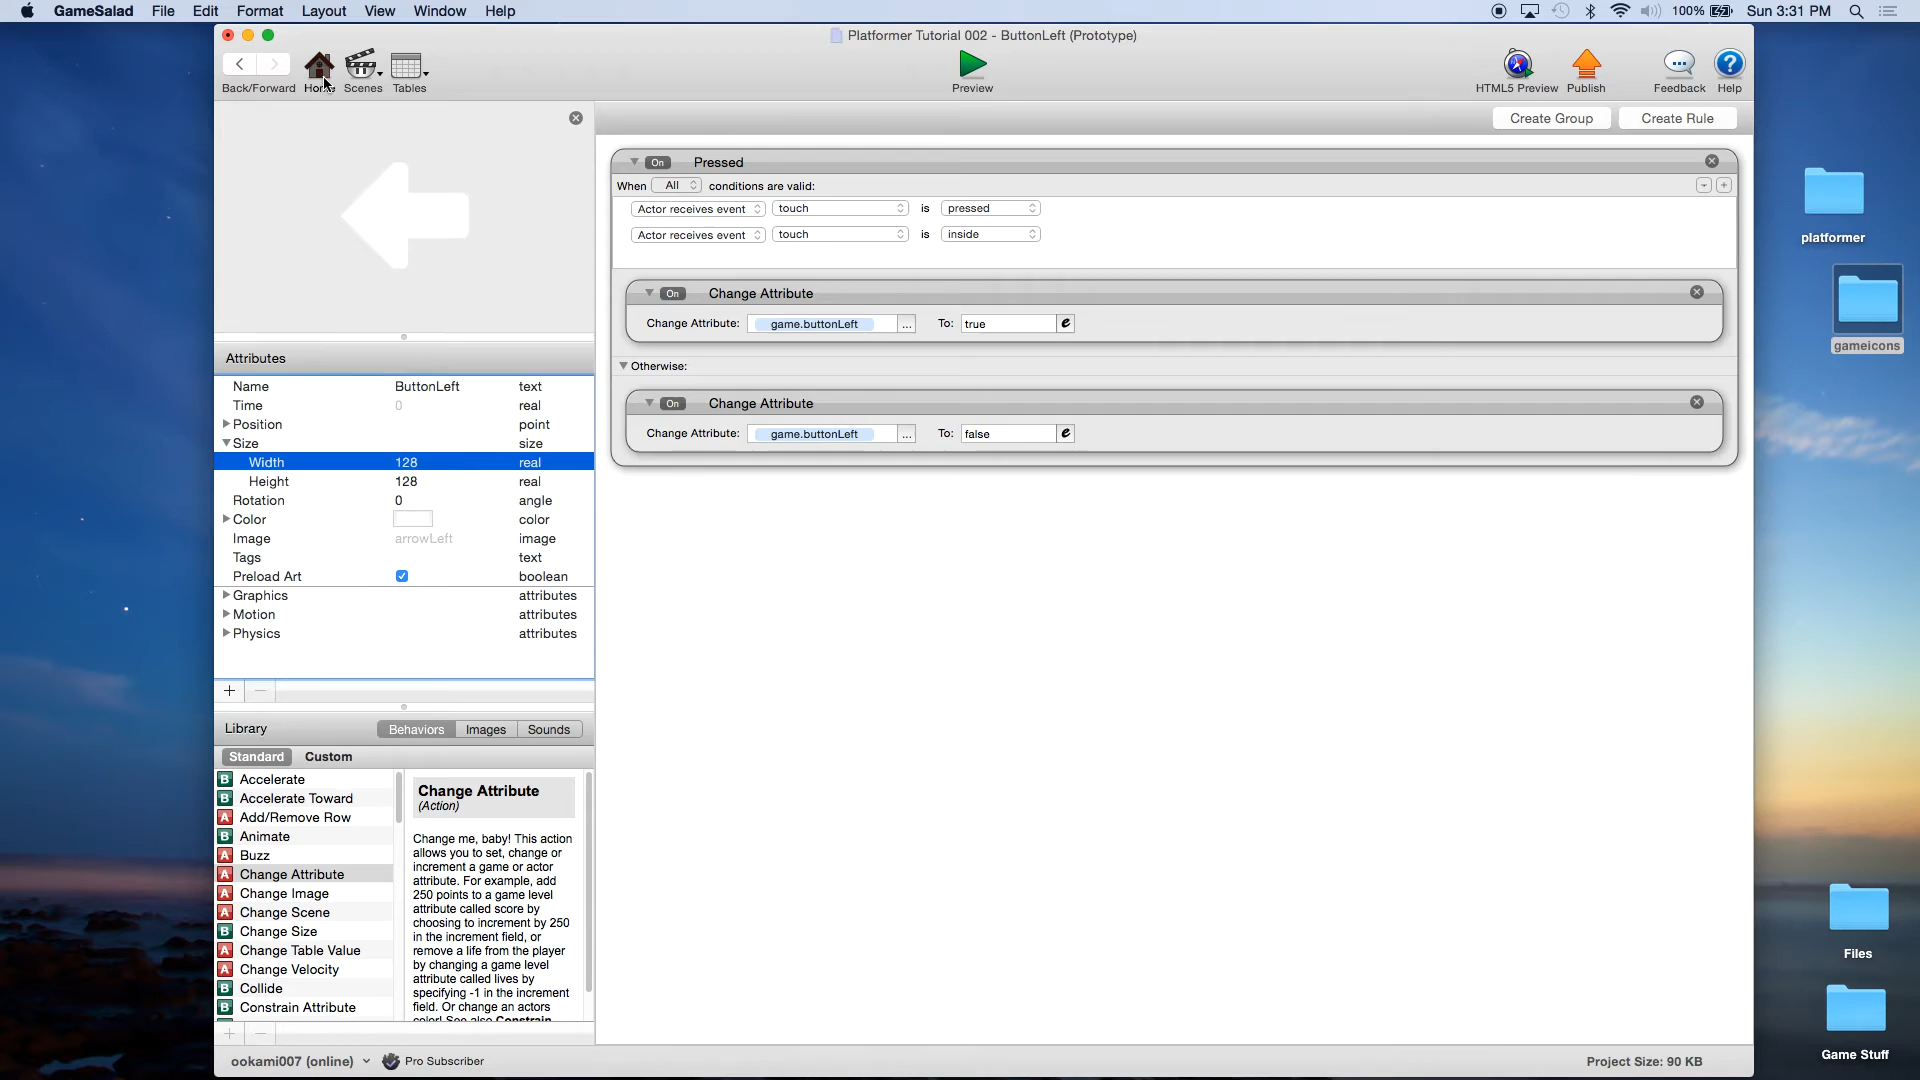 GameSalad File Edit Format Layout View Window Help
100% Sun 3:31 PM
Platformer Tutorial 002 - ButtonLeft (Prototype)
Back/Forward Home Scenes Tables
Preview
HTML5 Preview Publish Feedback Help
Create Group Create Rule
On Pressed
When All conditions are valid:
Actor receives event touch is pressed
Actor receives event touch is inside
On Change Attribute
Change Attribute: game.buttonLeft ... To: true e
Otherwise:
On Change Attribute
Change Attribute: game.buttonLeft ... To: false e
Attributes
Name ButtonLeft text
Time 0 real
Position point
Size size
Width 128 real
Height 128 real
Rotation 0 angle
Color color
Image arrowLeft image
Tags text
Preload Art boolean
Graphics attributes
Motion attributes
Physics attributes
Library Behaviors Images Sounds
Standard Custom
B Accelerate
B Accelerate Toward
A Add/Remove Row
B Animate
A Buzz
A Change Attribute
A Change Image
A Change Scene
B Change Size
A Change Table Value
A Change Velocity
B Collide
B Constrain Attribute
Change Attribute
(Action)
Change me, baby! This action
allows you to set, change or
increment a game or actor
attribute. For example, add
250 points to a game level
attribute called score by
choosing to increment by 250
in the increment field, or
remove a life from the player
by changing a game level
attribute called lives by
specifying -1 in the increment
field. Or change an actors
color! See also Constrain
ookami007 (online) Pro Subscriber
Project Size: 90 KB
platformer
gameicons
Files
Game Stuff